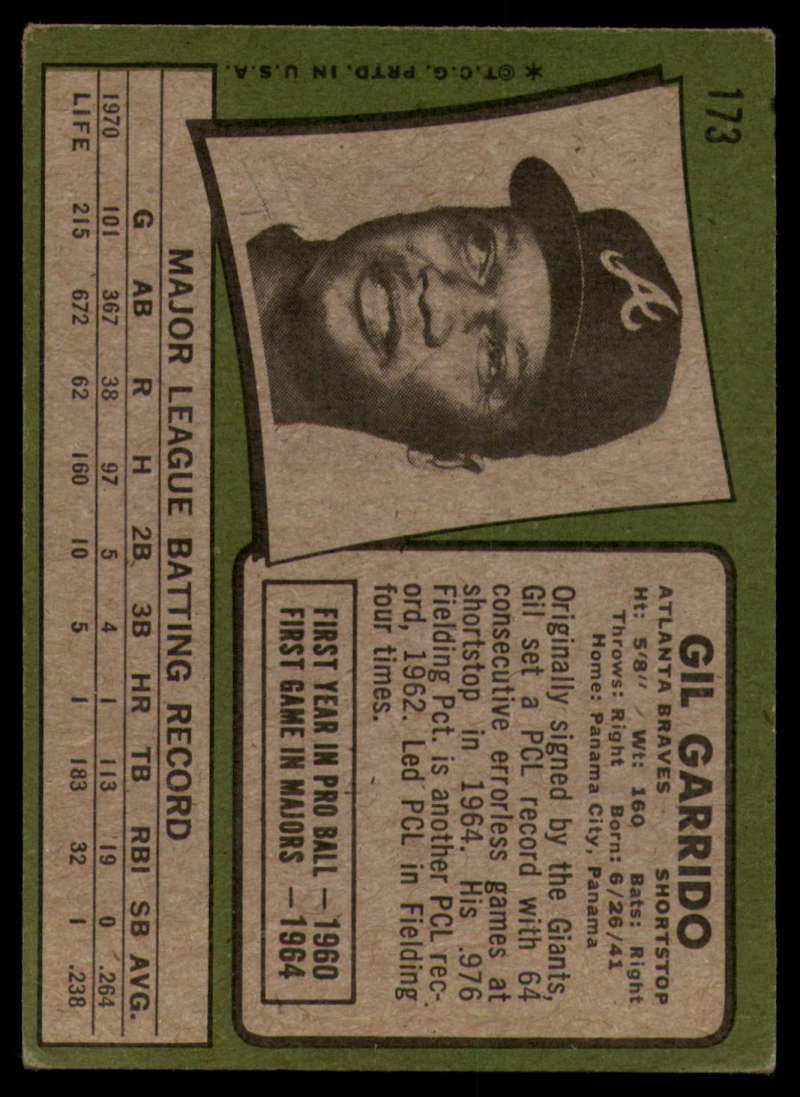 173
*©T.C.G. PRTD. IN U.S.A.
A
GIL GARRIDO
ATLANTA BRAVES SHORTSTOP
Ht: 5'8" Wt: 160 Bats: Right
Throws: Right Born: 6/26/41
Home: Panama City, Panama
Originally signed by the Giants,
Gil set a PCL record with 64
consecutive errorless games at
shortstop in 1964. His .976
Fielding Pct. is another PCL rec-
ord, 1962. Led PCL in Fielding
four times.
FIRST YEAR IN PRO BALL — 1960
FIRST GAME IN MAJORS — 1964
MAJOR LEAGUE BATTING RECORD
G AB R H 2B 3B HR TB RBI SB AVG.
1970 101 367 38 97 5 4 1 113 19 0 .264
LIFE 215 672 62 160 10 5 1 183 32 1 .238